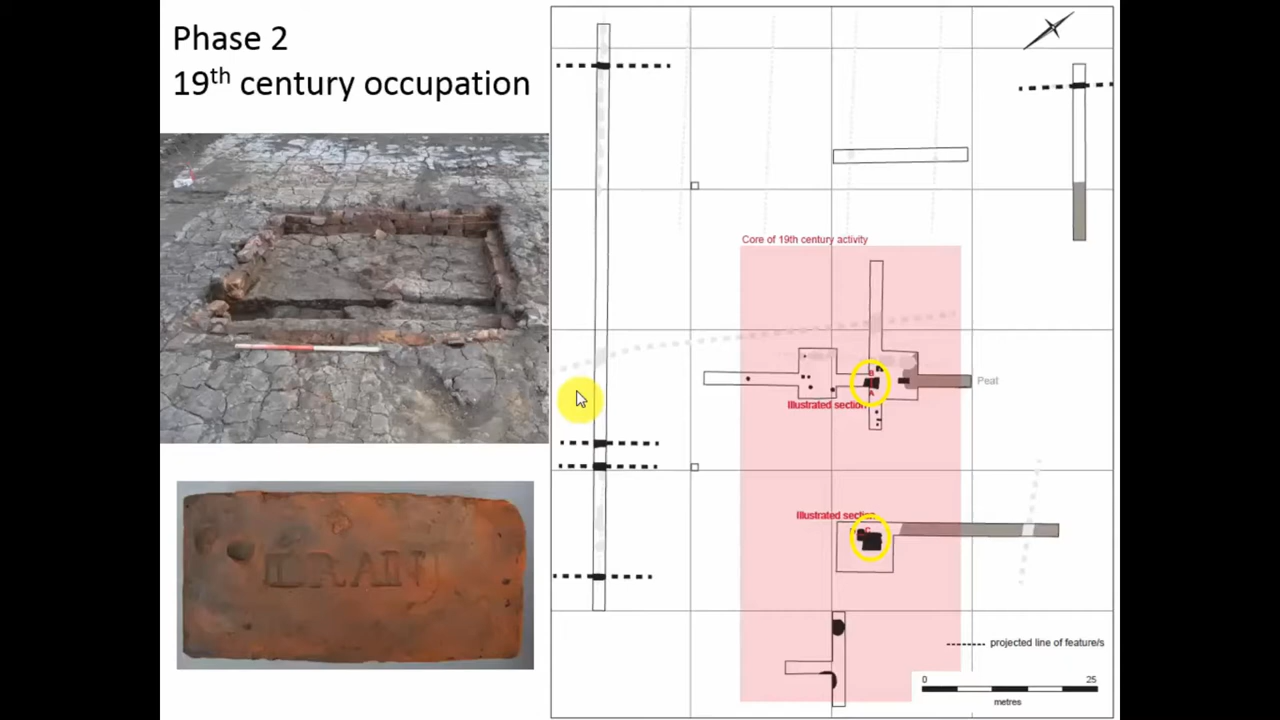 Phase 2
19th century occupation
Core of 19th century activity
Peat
B
A
Illustrated section
Illustrated section
C
DRAIN
projected line of feature/s
0 25
metres